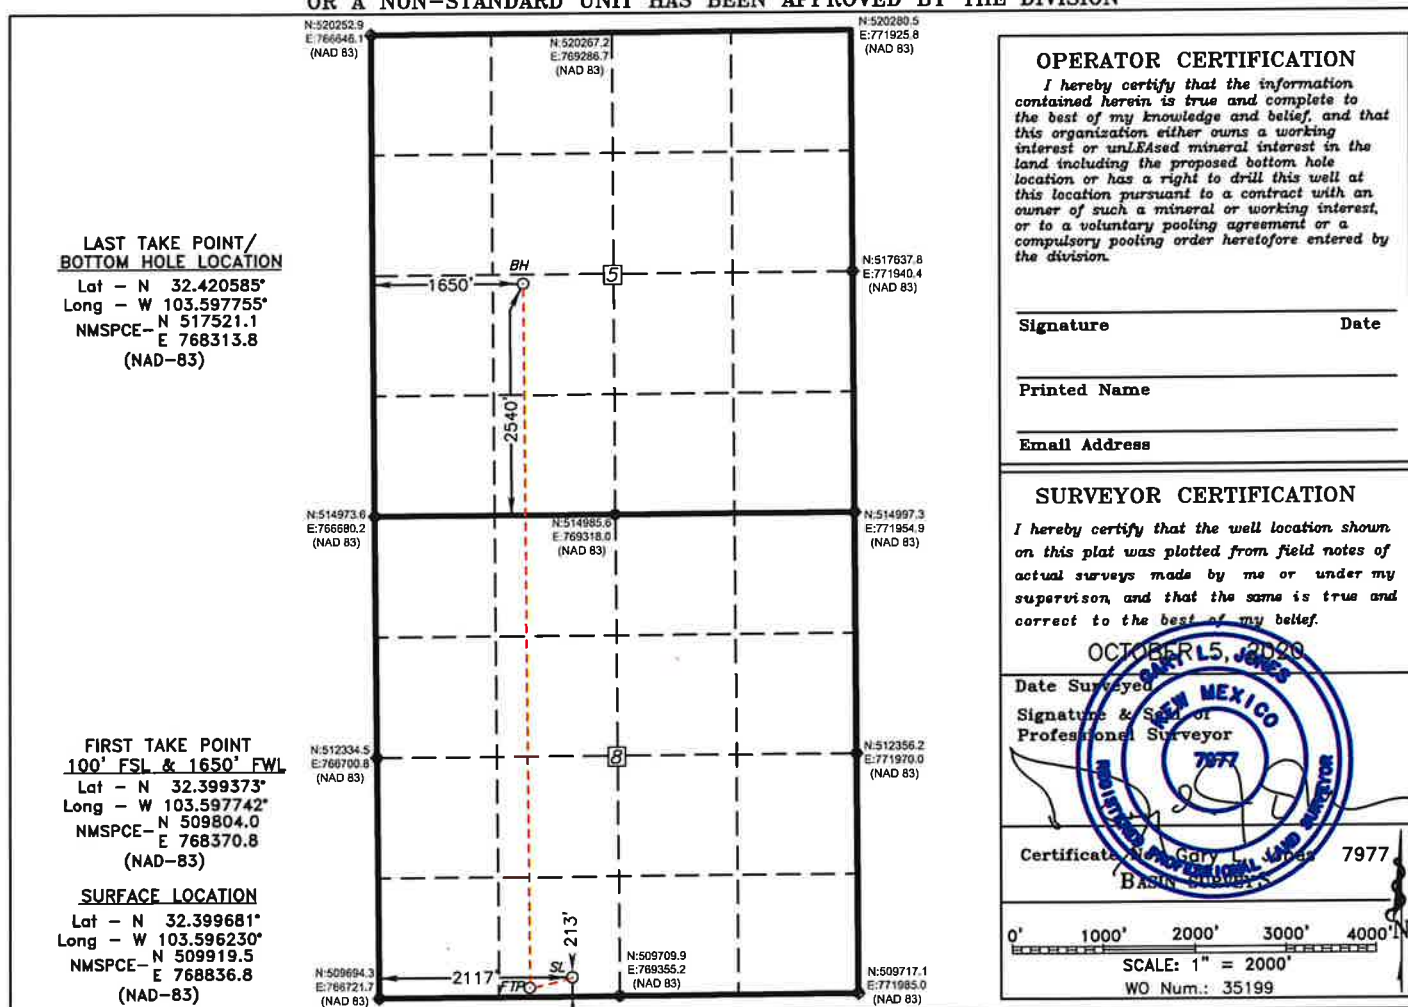 OR A NON-STANDARD UNIT HAS BEEN APPROVED BY THE DIVISION
N:520252.9
E:766646.1
(NAD 83)
N:520267.2
E:769286.7
(NAD 83)
N:520280.5
E:771925.8
(NAD 83)
LAST TAKE POINT/
BOTTOM HOLE LOCATION
Lat - N 32.420585°
Long - W 103.597755°
NMSPCE- N 517521.1
E 768313.8
(NAD-83)
BH
1650'
5
2540'
N:517637.8
E:771940.4
(NAD 83)
N:514973.6
E:766680.2
(NAD 83)
N:514985.6
E:769318.0
(NAD 83)
N:514997.3
E:771954.9
(NAD 83)
FIRST TAKE POINT
100' FSL & 1650' FWL
Lat - N 32.399373°
Long - W 103.597742°
NMSPCE- N 509804.0
E 768370.8
(NAD-83)
N:512334.5
E:766700.8
(NAD 83)
8
N:512356.2
E:771970.0
(NAD 83)
SURFACE LOCATION
Lat - N 32.399681°
Long - W 103.596230°
NMSPCE- N 509919.5
E 768836.8
(NAD-83)
213'
2117'
SL
FTP
N:509694.3
E:766721.7
(NAD 83)
N:509709.9
E:769355.2
(NAD 83)
N:509717.1
E:771985.0
(NAD 83)
OPERATOR CERTIFICATION
I hereby certify that the information
contained herein is true and complete to
the best of my knowledge and belief, and that
this organization either owns a working
interest or unLEAsed mineral interest in the
land including the proposed bottom hole
location or has a right to drill this well at
this location pursuant to a contract with an
owner of such a mineral or working interest,
or to a voluntary pooling agreement or a
compulsory pooling order heretofore entered by
the division.
Signature Date
Printed Name
Email Address
SURVEYOR CERTIFICATION
I hereby certify that the well location shown
on this plat was plotted from field notes of
actual surveys made by me or under my
supervison, and that the same is true and
correct to the best of my belief.
OCTOBER 5, 2020
Date Surveyed
Signature & Seal of
Professional Surveyor
GARY L. JONES
NEW MEXICO
7977
REGISTERED PROFESSIONAL LAND SURVEYOR
Certificate No. Gary L. Jones 7977
BASIN SURVEYS
0' 1000' 2000' 3000' 4000'
N
SCALE: 1" = 2000'
WO Num.: 35199